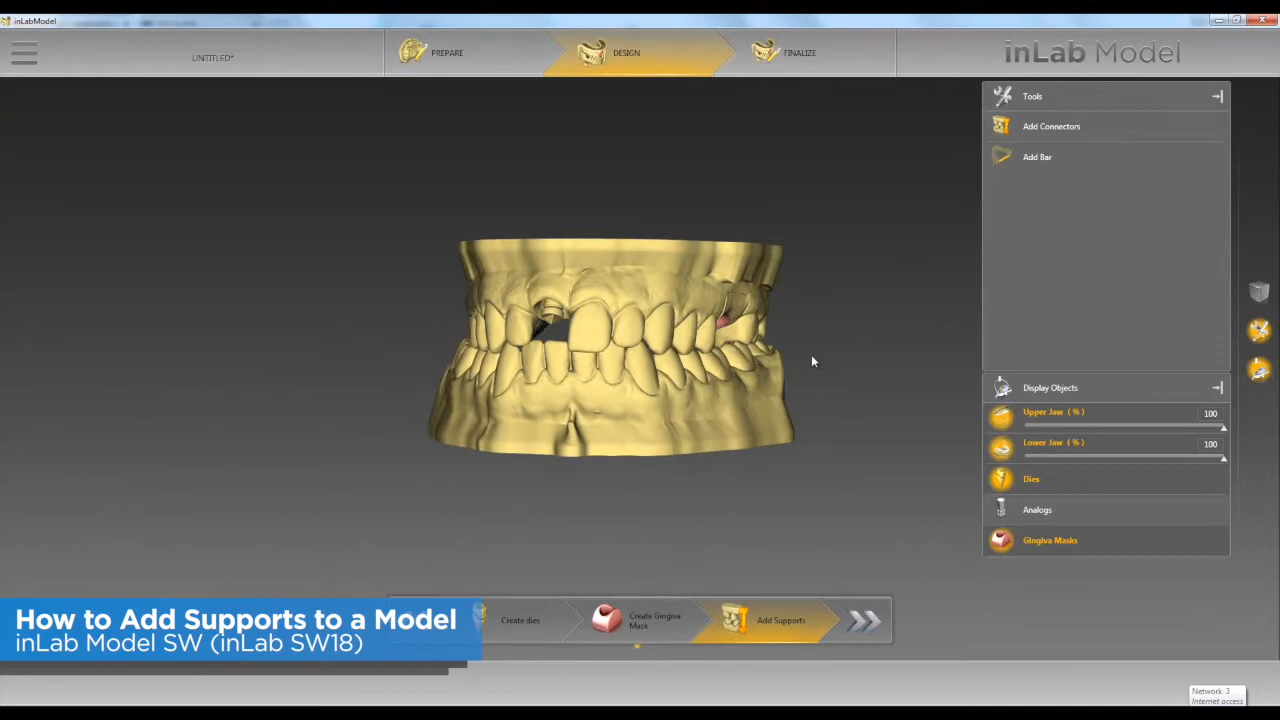 inLabModel
UNTITLED*
PREPARE
DESIGN
FINALIZE
inLab Model
Tools
Add Connectors
Add Bar
Display Objects
Upper Jaw ( % )
100
Lower Jaw ( % )
100
Dies
Analogs
Gingiva Masks
Create dies
Create Gingiva
Mask
Add Supports
How to Add Supports to a Model
inLab Model SW (inLab SW18)
Network 3
Internet access